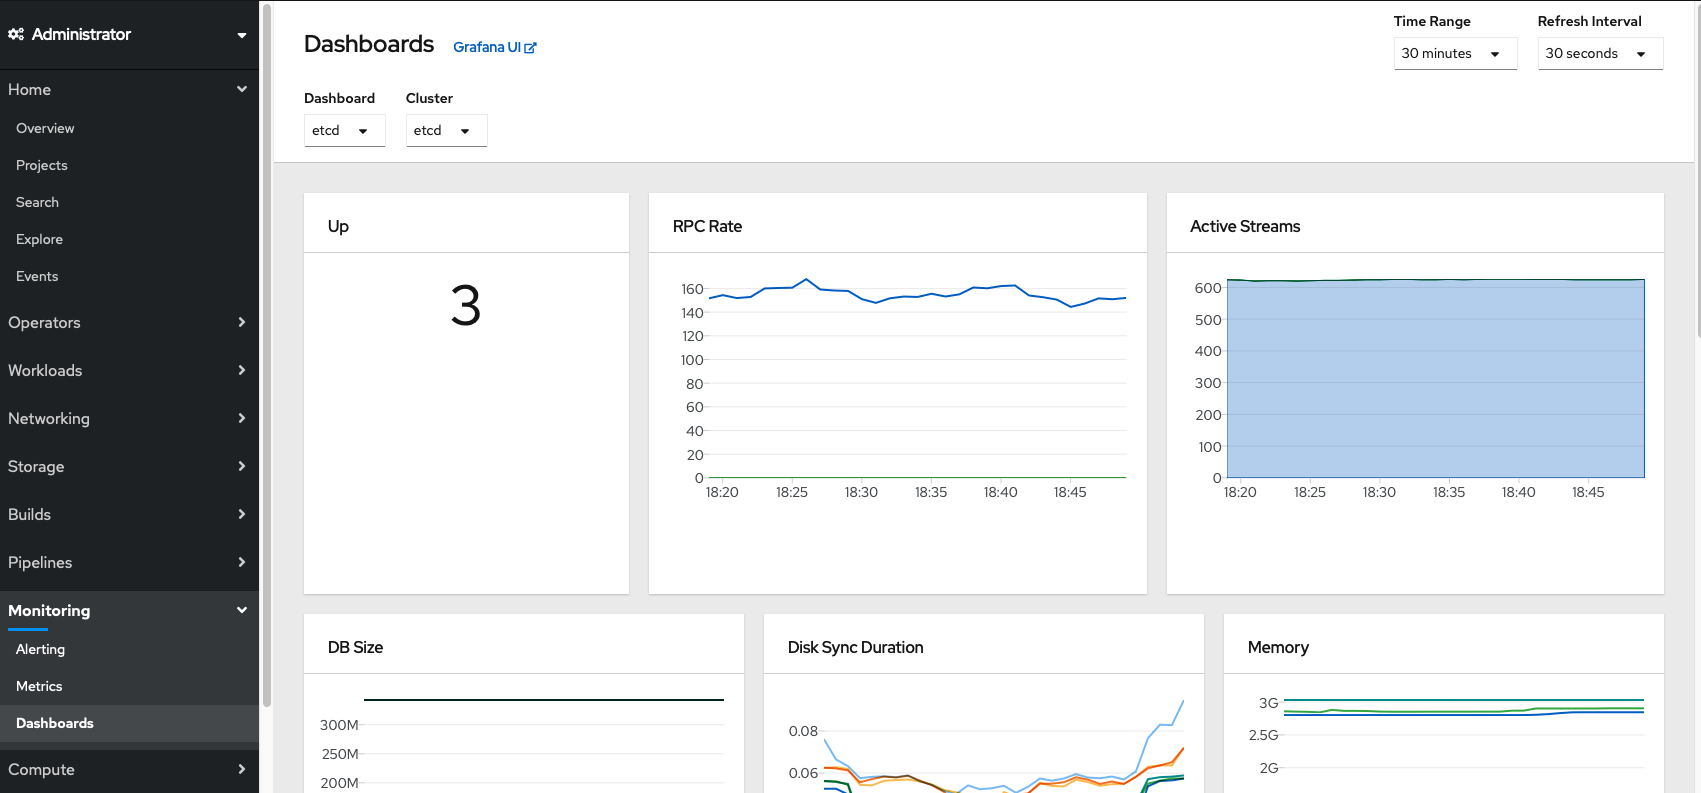 Administrator
Home
Overview
Projects
Search
Explore
Events
Operators
Workloads
Networking
Storage
Builds
Pipelines
Monitoring
Alerting
Metrics
Dashboards
Compute
Dashboards Grafana UI
Time Range Refresh Interval
30 minutes 30 seconds
Dashboard Cluster
etcd etcd
Up
3
RPC Rate
160
140
120
100
80
60
40
20
0
18:20 18:25 18:30 18:35 18:40 18:45
Active Streams
600
500
400
300
200
100
0
18:20 18:25 18:30 18:35 18:40 18:45
DB Size
300M
250M
200M
Disk Sync Duration
0.08
0.06
Memory
3G
2.5G
2G